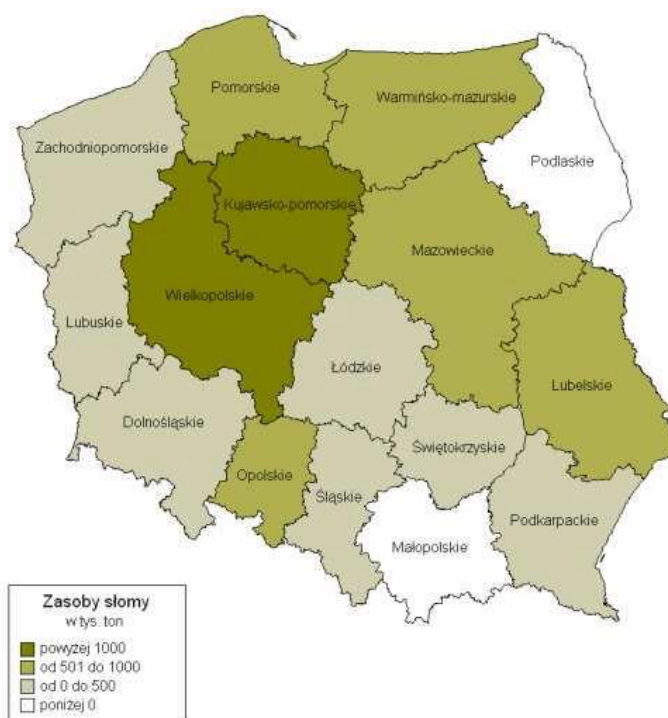 Pomorskie
Warmińsko-mazurskie
Zachodniopomorskie
Podlaskie
Kujawsko-pomorskie
Mazowieckie
Wielkopolskie
Lubuskie
Łódzkie
Lubelskie
Dolnośląskie
Świętokrzyskie
Opolskie
Śląskie
Podkarpackie
Małopolskie
Zasoby słomy
w tys. ton
powyżej 1000
od 501 do 1000
od 0 do 500
poniżej 0